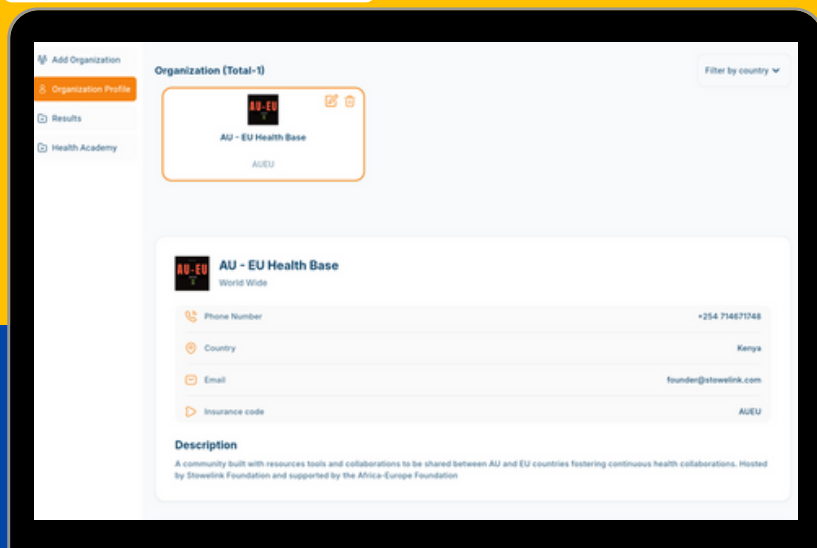 Add Organization
Organization Profile
Results
Health Academy
Organization (Total-1)
Filter by country
AU-EU
AU - EU Health Base
AUEU
AU-EU
AU - EU Health Base
World Wide
Phone Number
+254 714671748
Country
Kenya
Email
founder@stowelink.com
Insurance code
AUEU
Description
A community built with resources tools and collaborations to be shared between AU and EU countries fostering continuous health collaborations. Hosted
by Stowelink Foundation and supported by the Africa-Europe Foundation